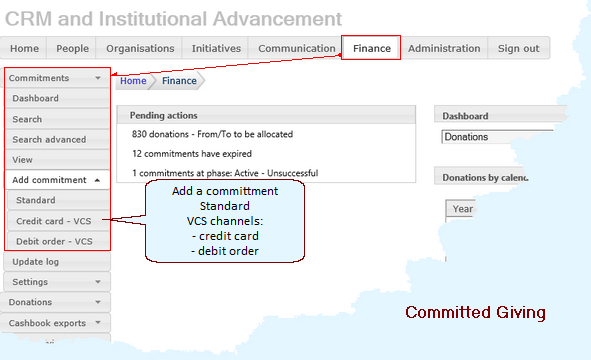 CRM and Institutional Advancement
Home People Organisations Initiatives Communication Finance Administration Sign out
Commitments
Dashboard
Search
Search advanced
View
Add commitment
Standard
Credit card - VCS
Debit order - VCS
Update log
Settings
Donations
Cashbook exports
Home Finance
Pending actions
830 donations - From/To to be allocated
12 commitments have expired
1 commitments at phase: Active - Unsuccessful
Add a committment
Standard
VCS channels:
- credit card
- debit order
Dashboard
Donations
Donations by calen
Year
Committed Giving